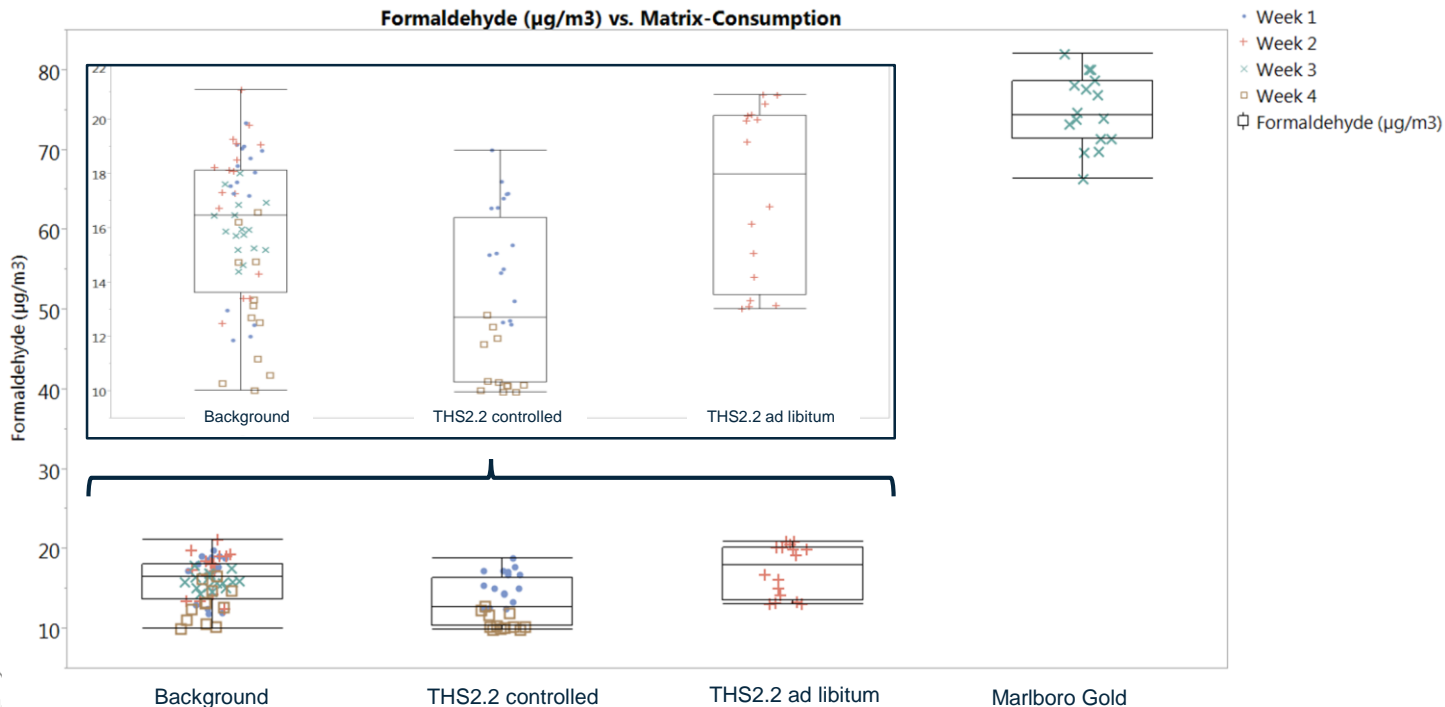 Formaldehyde (µg/m3) vs. Matrix-Consumption
Week 1
Week 2
Week 3
Week 4
Formaldehyde (µg/m3)
Formaldehyde (µg/m3)
80
70
60
50
40
30
20
10
22
20
18
16
14
12
10
Background
THS2.2 controlled
THS2.2 ad libitum
Background
THS2.2 controlled
THS2.2 ad libitum
Marlboro Gold